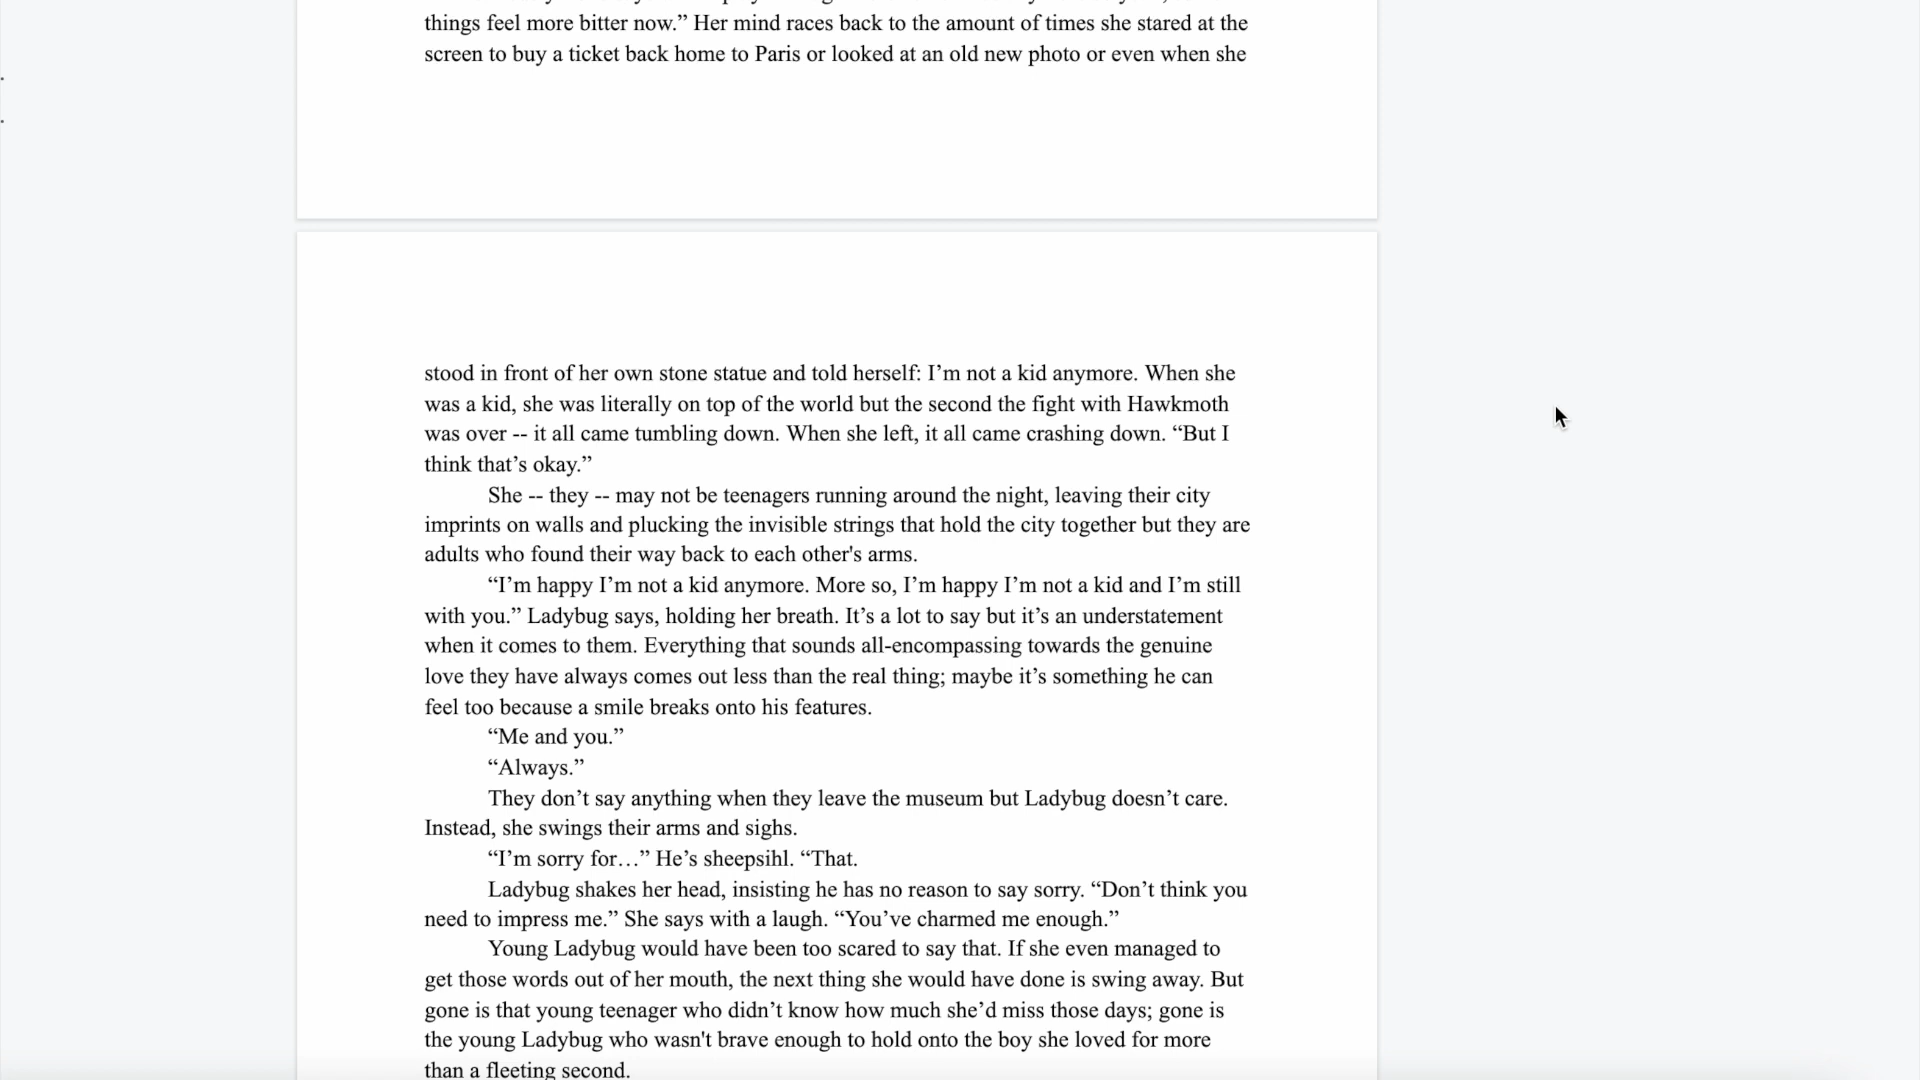 things feel more bitter now.” Her mind races back to the amount of times she stared at the
screen to buy a ticket back home to Paris or looked at an old new photo or even when she
stood in front of her own stone statue and told herself: I’m not a kid anymore. When she
was a kid, she was literally on top of the world but the second the fight with Hawkmoth
was over -- it all came tumbling down. When she left, it all came crashing down. “But I
think that’s okay.”
She -- they -- may not be teenagers running around the night, leaving their city
imprints on walls and plucking the invisible strings that hold the city together but they are
adults who found their way back to each other's arms.
“I’m happy I’m not a kid anymore. More so, I’m happy I’m not a kid and I’m still
with you.” Ladybug says, holding her breath. It’s a lot to say but it’s an understatement
when it comes to them. Everything that sounds all-encompassing towards the genuine
love they have always comes out less than the real thing; maybe it’s something he can
feel too because a smile breaks onto his features.
“Me and you.”
“Always.”
They don’t say anything when they leave the museum but Ladybug doesn’t care.
Instead, she swings their arms and sighs.
“I’m sorry for…” He’s sheepsihl. “That.
Ladybug shakes her head, insisting he has no reason to say sorry. “Don’t think you
need to impress me.” She says with a laugh. “You’ve charmed me enough.”
Young Ladybug would have been too scared to say that. If she even managed to
get those words out of her mouth, the next thing she would have done is swing away. But
gone is that young teenager who didn’t know how much she’d miss those days; gone is
the young Ladybug who wasn't brave enough to hold onto the boy she loved for more
than a fleeting second.